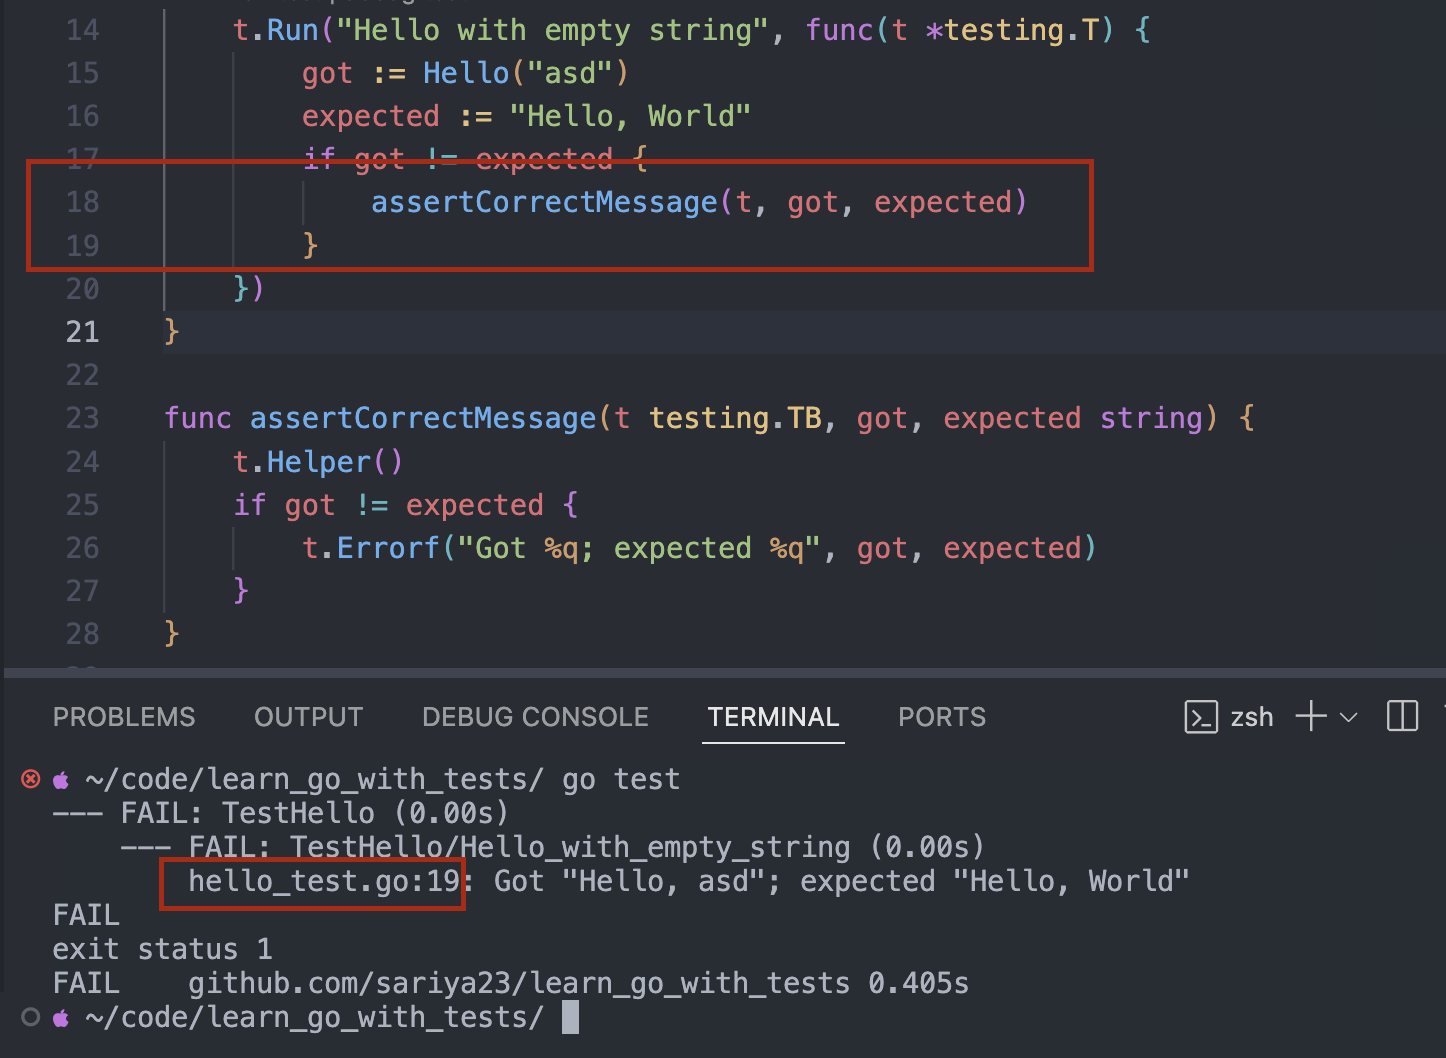 14 t.Run("Hello with empty string", func(t *testing.T) {
15 got := Hello("asd")
16 expected := "Hello, World"
17 if got != expected {
18 assertCorrectMessage(t, got, expected)
19 }
20 })
21 }
22
23 func assertCorrectMessage(t testing.TB, got, expected string) {
24 t.Helper()
25 if got != expected {
26 t.Errorf("Got %q; expected %q", got, expected)
27 }
28 }
PROBLEMS OUTPUT DEBUG CONSOLE TERMINAL PORTS zsh
~/code/learn_go_with_tests/ go test
--- FAIL: TestHello (0.00s)
--- FAIL: TestHello/Hello_with_empty_string (0.00s)
hello_test.go:19: Got "Hello, asd"; expected "Hello, World"
FAIL
exit status 1
FAIL github.com/sariya23/learn_go_with_tests 0.405s
~/code/learn_go_with_tests/